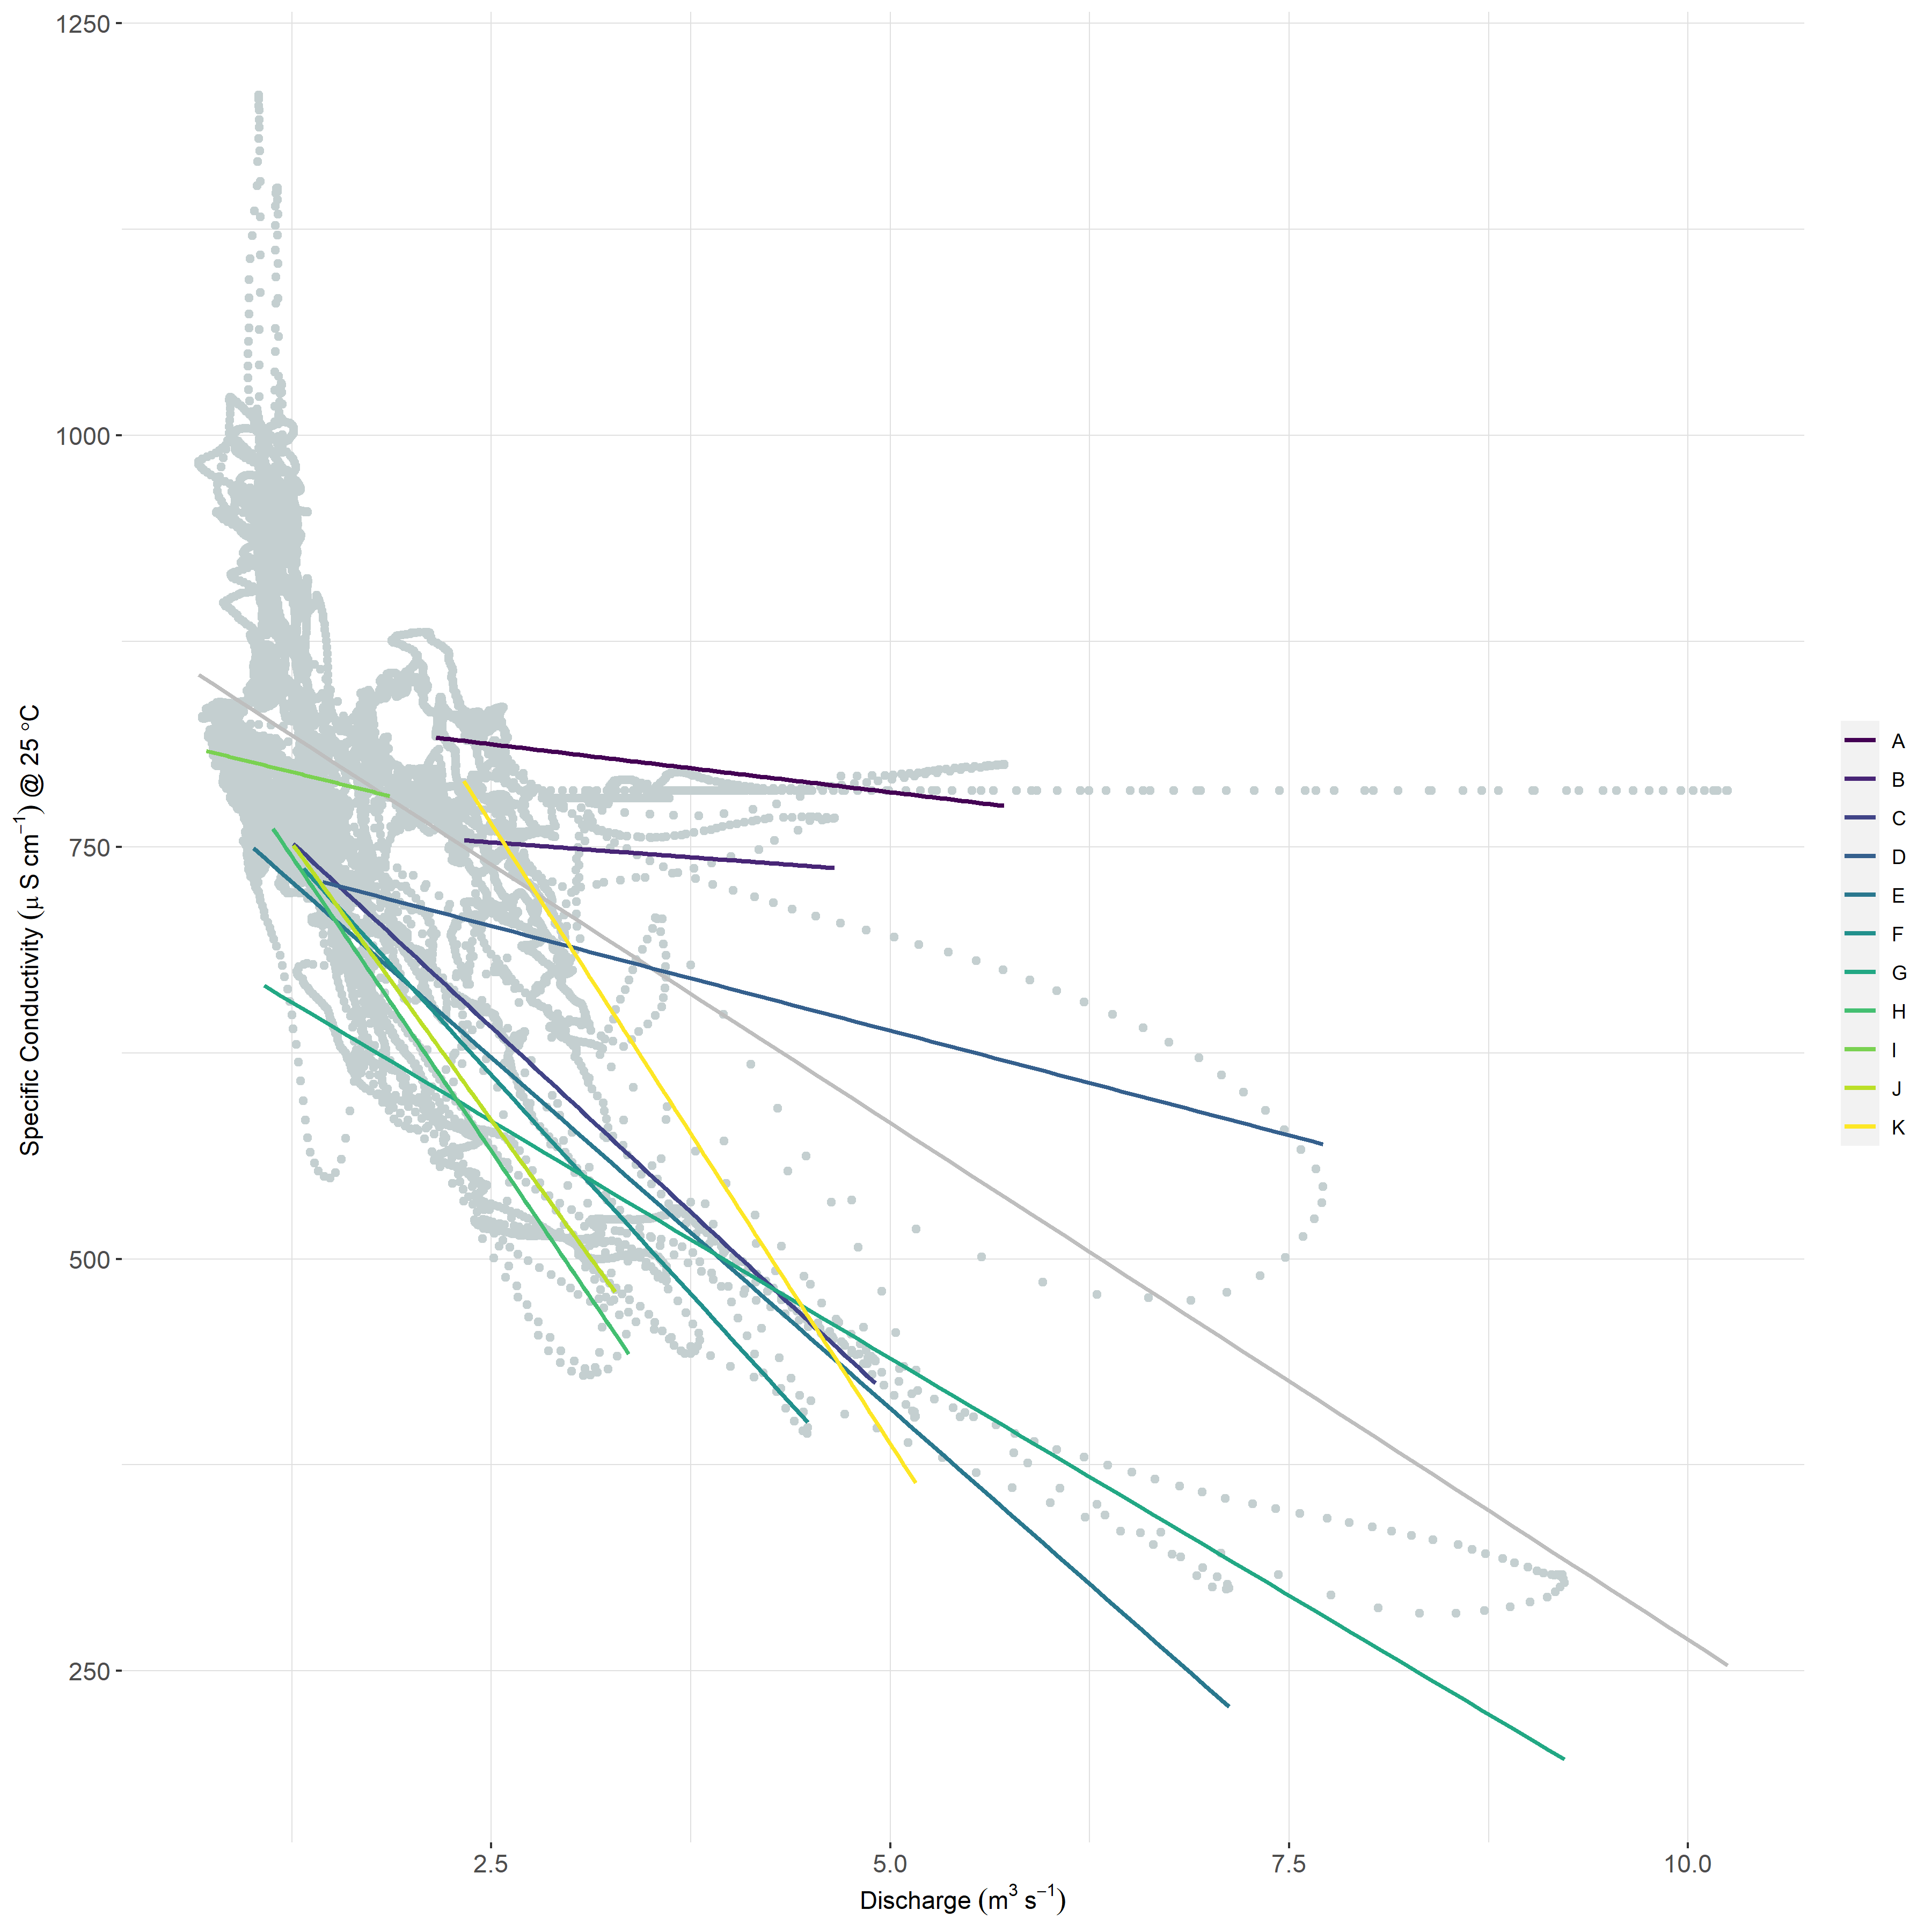 1250
1000
750
500
250
Specific Conductivity (μ S cm⁻¹) @ 25 °C
2.5 5.0 7.5 10.0
Discharge (m³ s⁻¹)
A
B
C
D
E
F
G
H
I
J
K